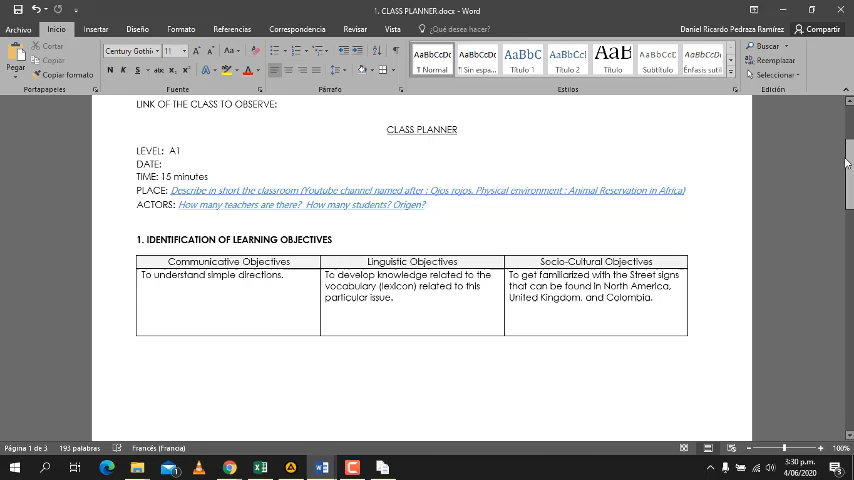 1. CLASS PLANNER.docx - Word
Archivo Inicio Insertar Diseño Formato Referencias Correspondencia Revisar Vista ¿Qué desea hacer? Daniel Ricardo Pedraza Ramírez Compartir
Pegar
Cortar
Copiar
Copiar formato
Century Gothic 11
Aa
N K S abc x₂ x² A A
AaBbCcDc AaBbCcDc AaBbC AaBbCcl AaB AaBbCcD AaBbCcD
¶ Normal ¶ Sin espa... Título 1 Título 2 Título Subtítulo Énfasis sutil
Buscar
Reemplazar
Seleccionar
Portapapeles Fuente Párrafo Estilos Edición
LINK OF THE CLASS TO OBSERVE:
CLASS PLANNER
LEVEL: A1
DATE:
TIME: 15 minutes
PLACE: Describe in short the classroom (Youtube channel named after : Ojos rojos. Physical environment : Animal Reservation in Africa)
ACTORS: How many teachers are there? How many students? Origen?
1. IDENTIFICATION OF LEARNING OBJECTIVES
Communicative Objectives Linguistic Objectives Socio-Cultural Objectives
To understand simple directions.
To develop knowledge related to the
vocabulary (lexicon) related to this
particular issue.
To get familiarized with the Street signs
that can be found in North America,
United Kingdom, and Colombia.
Página 1 de 3 193 palabras Francés (Francia) 100%
3:30 p.m.
4/06/2020